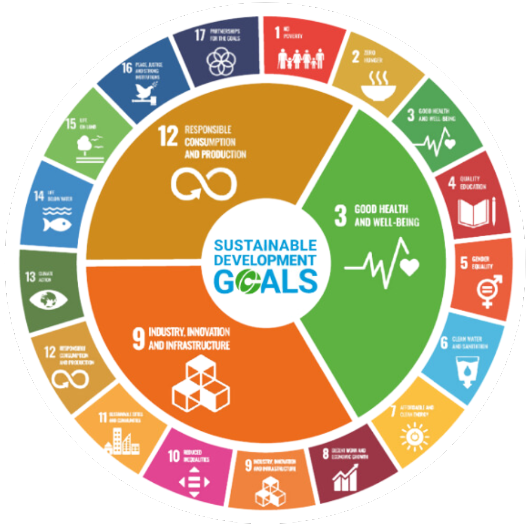 17 PARTNERSHIPS
FOR THE GOALS
1 NO
POVERTY
2 ZERO
HUNGER
3 GOOD HEALTH
AND WELL-BEING
4 QUALITY
EDUCATION
5 GENDER
EQUALITY
6 CLEAN WATER
AND SANITATION
7 AFFORDABLE AND
CLEAN ENERGY
8 DECENT WORK AND
ECONOMIC GROWTH
9 INDUSTRY, INNOVATION
AND INFRASTRUCTURE
10 REDUCED
INEQUALITIES
11 SUSTAINABLE CITIES
AND COMMUNITIES
12 RESPONSIBLE
CONSUMPTION
AND PRODUCTION
13 CLIMATE
ACTION
14 LIFE
BELOW WATER
15 LIFE
ON LAND
16 PEACE, JUSTICE
AND STRONG
INSTITUTIONS
12 RESPONSIBLE
CONSUMPTION
AND PRODUCTION
3 GOOD HEALTH
AND WELL-BEING
9 INDUSTRY, INNOVATION
AND INFRASTRUCTURE
SUSTAINABLE
DEVELOPMENT
GOALS